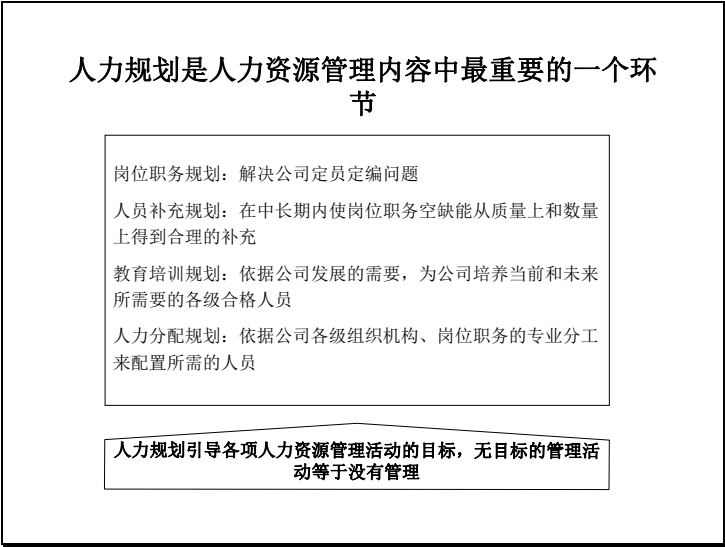 人力规划是人力资源管理内容中最重要的一个环
节
岗位职务规划：解决公司定员定编问题
人员补充规划：在中长期内使岗位职务空缺能从质量上和数量
上得到合理的补充
教育培训规划：依据公司发展的需要，为公司培养当前和未来
所需要的各级合格人员
人力分配规划：依据公司各级组织机构、岗位职务的专业分工
来配置所需的人员
人力规划引导各项人力资源管理活动的目标，无目标的管理活
动等于没有管理